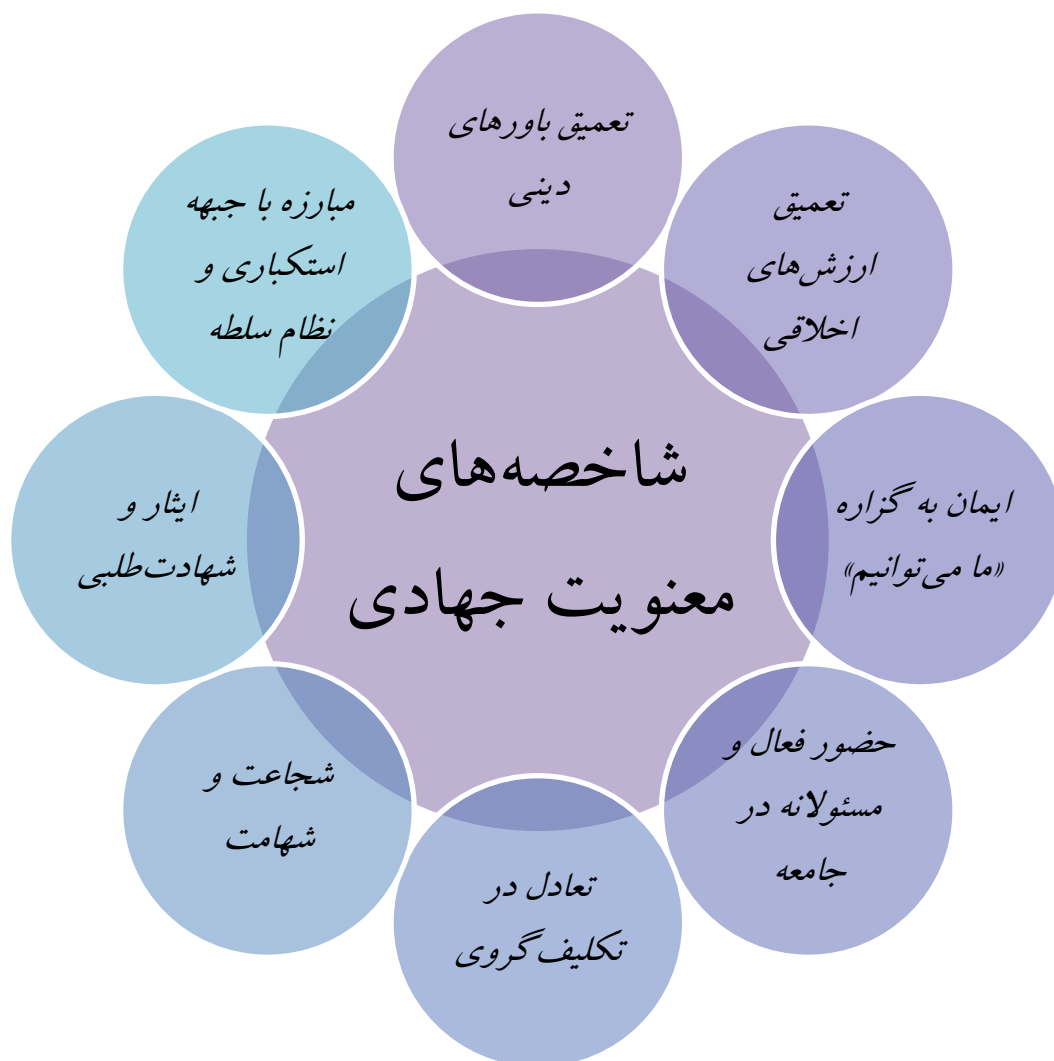 شاخصه‌های
معنویت جهادی
تعمیق باورهای
دینی
تعمیق
ارزش‌های
اخلاقی
ایمان به گزاره
«ما می‌توانیم»
حضور فعال و
مسئولانه در
جامعه
تعادل در
تکلیف‌گروی
شجاعت و
شهامت
ایثار و
شهادت‌طلبی
مبارزه با جبهه
استکباری و
نظام سلطه